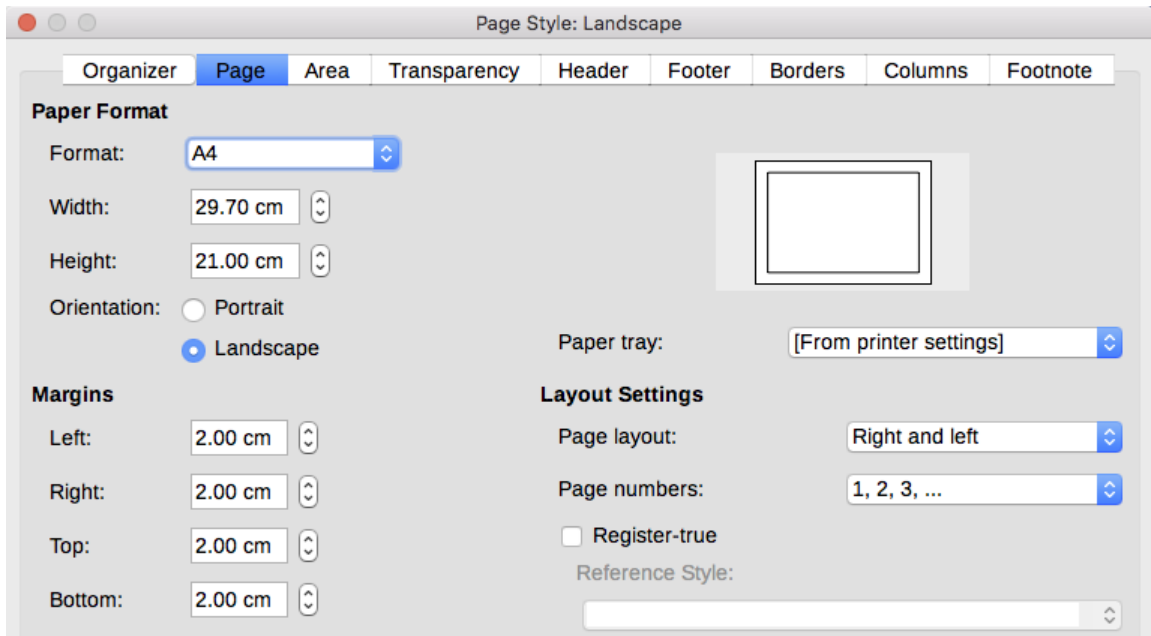 Page Style: Landscape
Organizer Page Area Transparency Header Footer Borders Columns Footnote
Paper Format
Format: A4
Width: 29.70 cm
Height: 21.00 cm
Orientation: Portrait
Landscape
Paper tray: [From printer settings]
Margins
Left: 2.00 cm
Right: 2.00 cm
Top: 2.00 cm
Bottom: 2.00 cm
Layout Settings
Page layout: Right and left
Page numbers: 1, 2, 3, ...
Register-true
Reference Style: